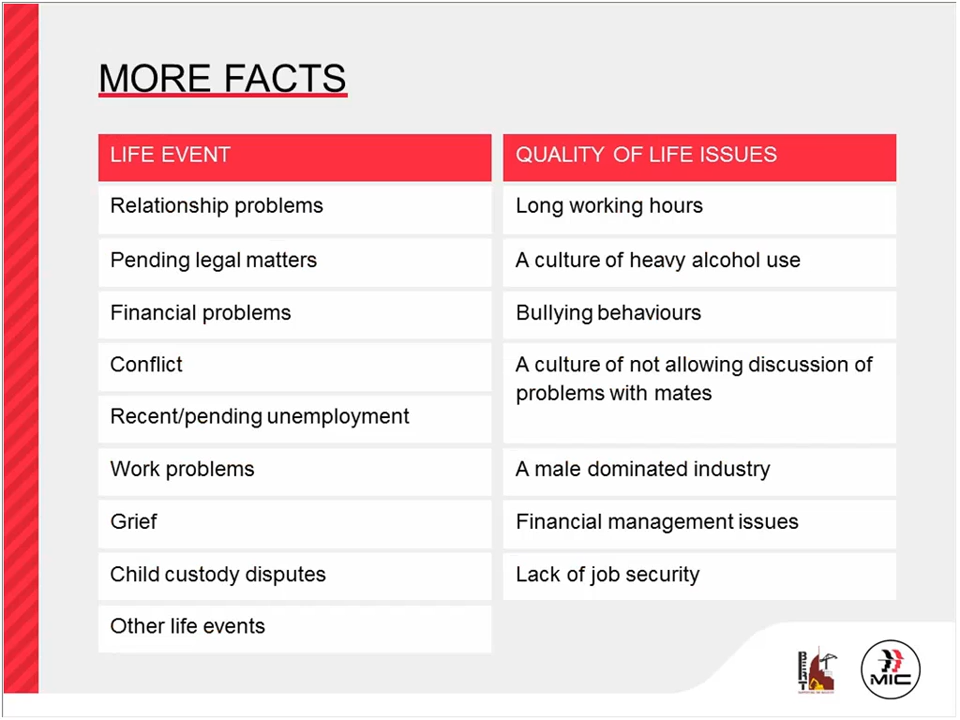 MORE FACTS
LIFE EVENT
QUALITY OF LIFE ISSUES
Relationship problems
Long working hours
Pending legal matters
A culture of heavy alcohol use
Financial problems
Bullying behaviours
Conflict
A culture of not allowing discussion of
problems with mates
Recent/pending unemployment
Work problems
A male dominated industry
Grief
Financial management issues
Child custody disputes
Lack of job security
Other life events
BERT
MIC